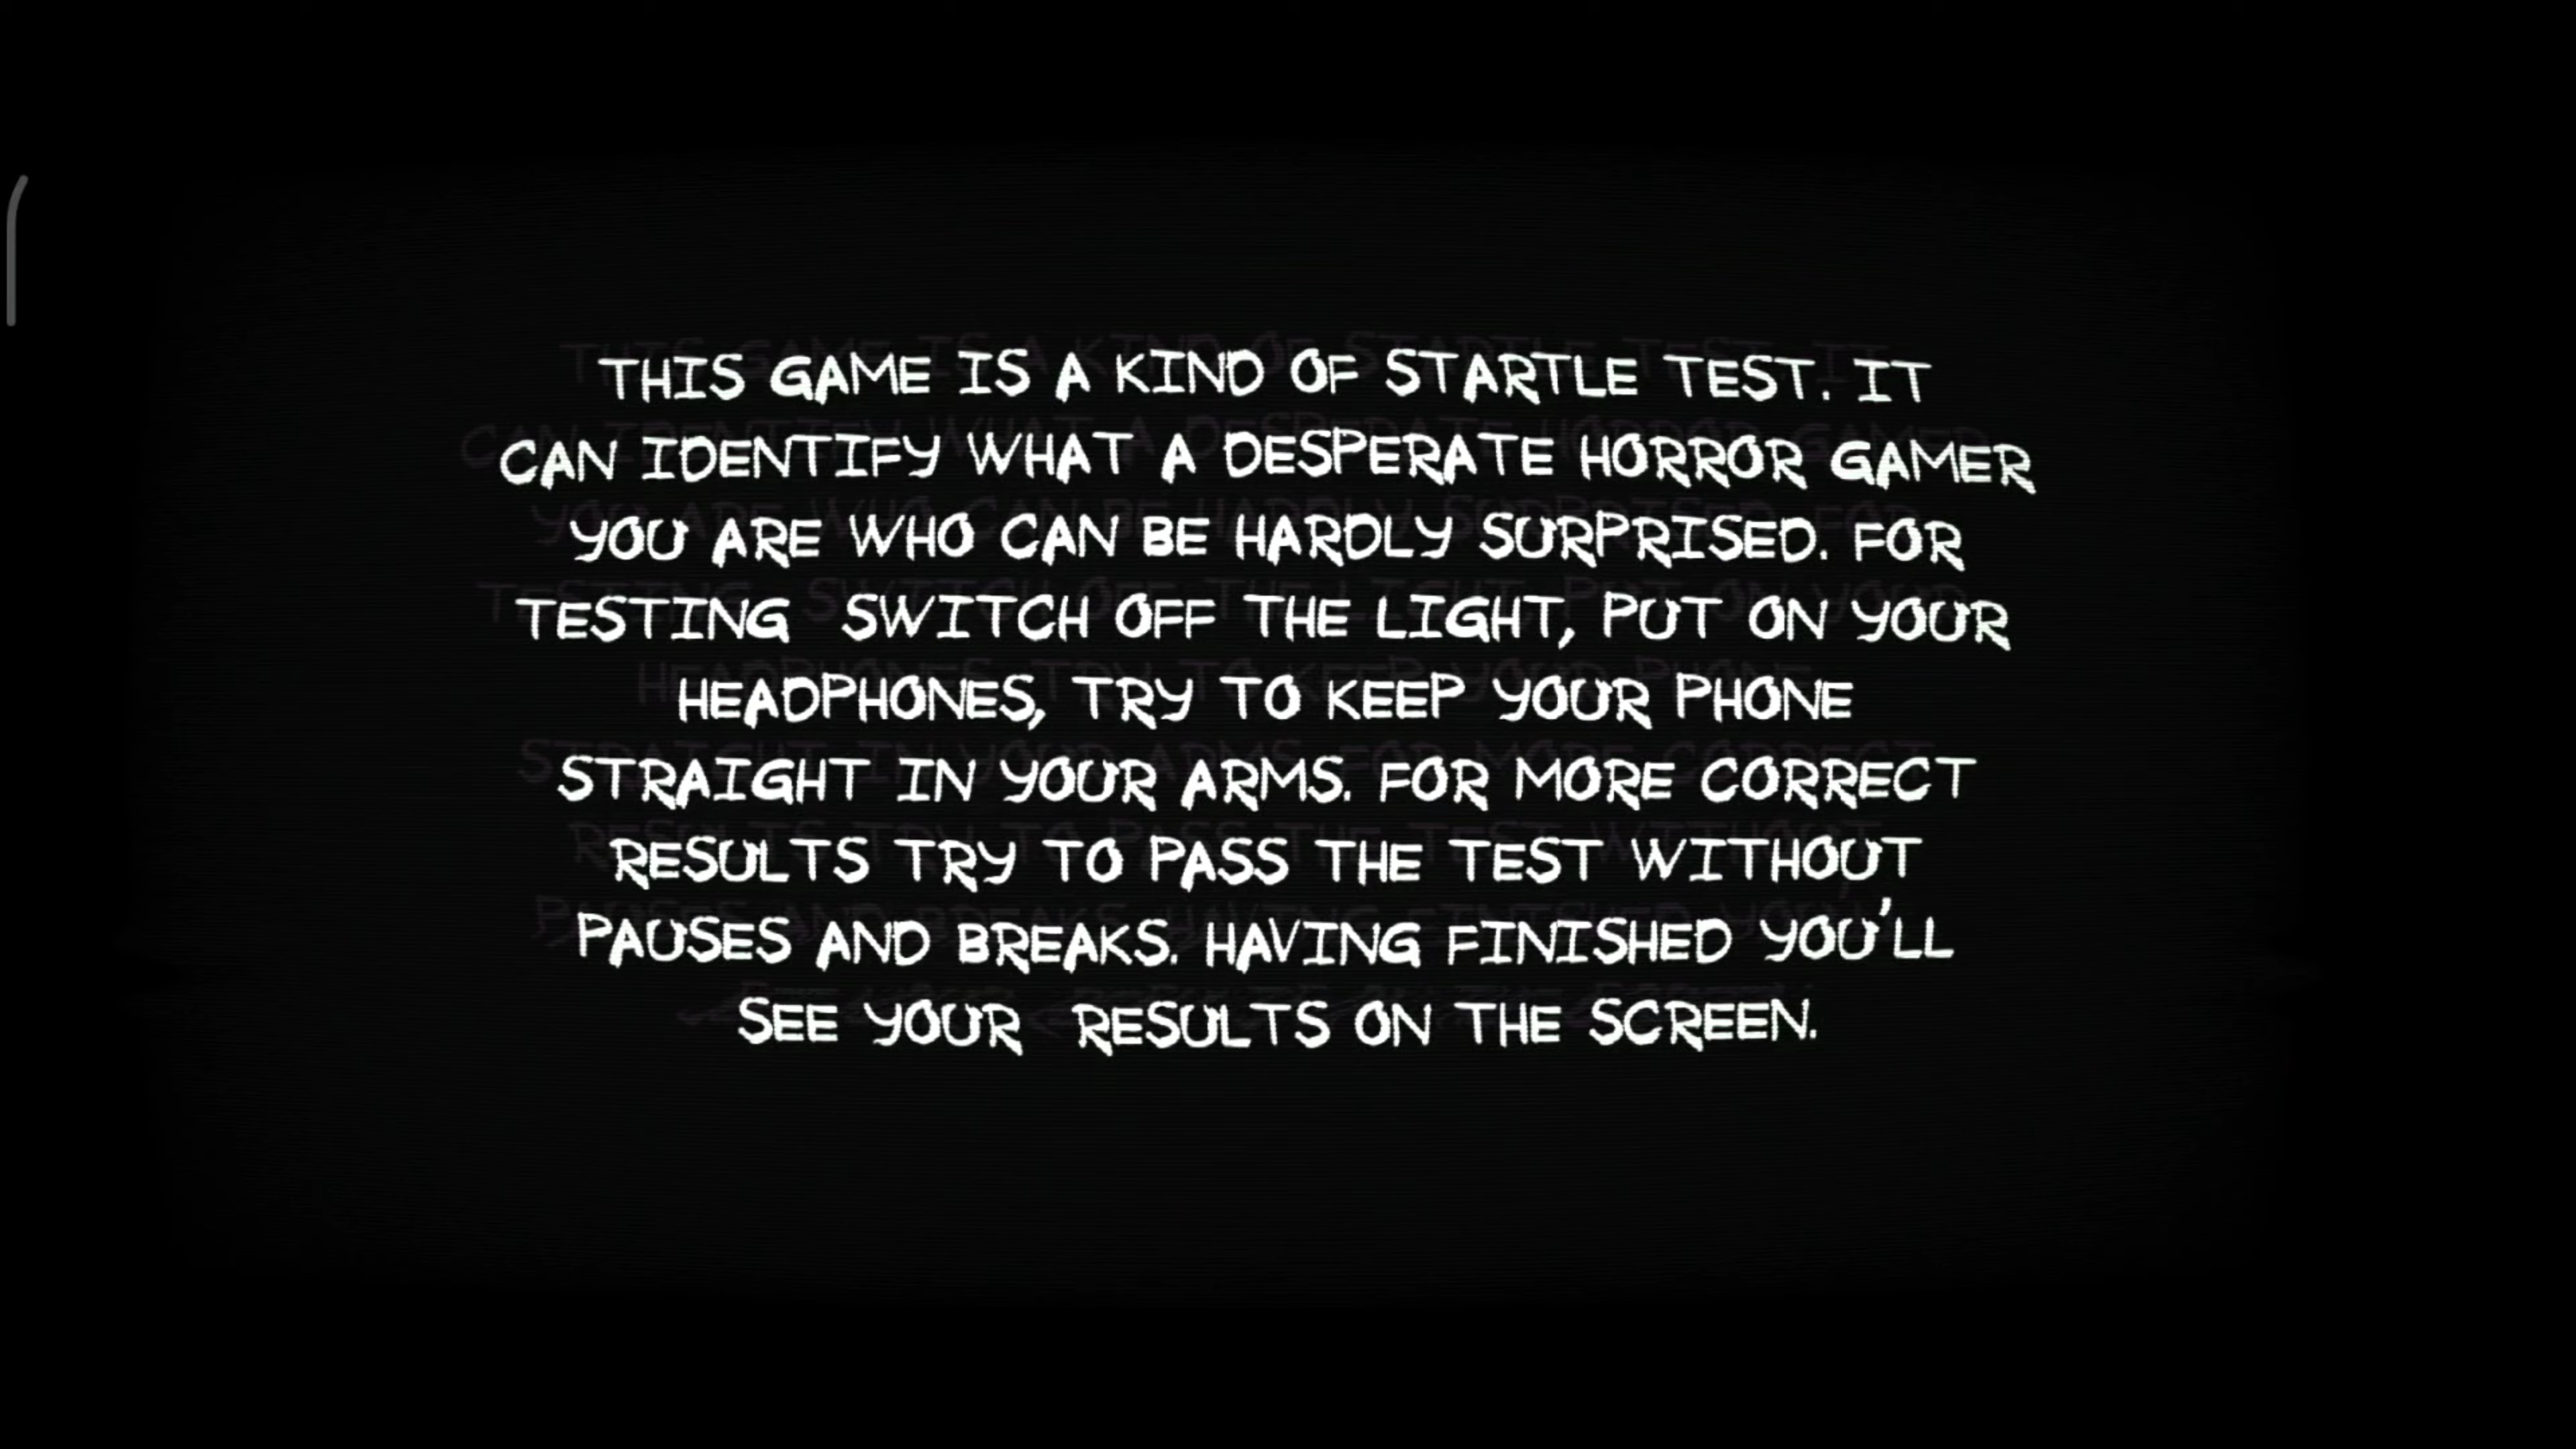 THIS GAME IS A KIND OF STARTLE TEST. IT
CAN IDENTIFY WHAT A DESPERATE HORROR GAMER
YOU ARE WHO CAN BE HARDLY SURPRISED. FOR
TESTING SWITCH OFF THE LIGHT, PUT ON YOUR
HEADPHONES, TRY TO KEEP YOUR PHONE
STRAIGHT IN YOUR ARMS. FOR MORE CORRECT
RESULTS TRY TO PASS THE TEST WITHOUT
PAUSES AND BREAKS. HAVING FINISHED YOU'LL
SEE YOUR RESULTS ON THE SCREEN.